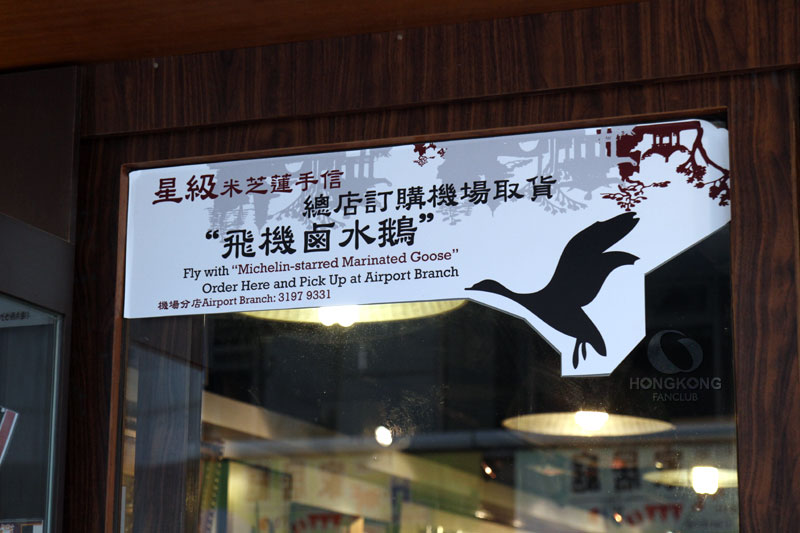 星級米芝蓮手信
總店訂購機場取貨
“飛機鹵水鵝”
Fly with “Michelin-starred Marinated Goose”
Order Here and Pick Up at Airport Branch
機場分店Airport Branch: 3197 9331
HONGKONG
FANCLUB